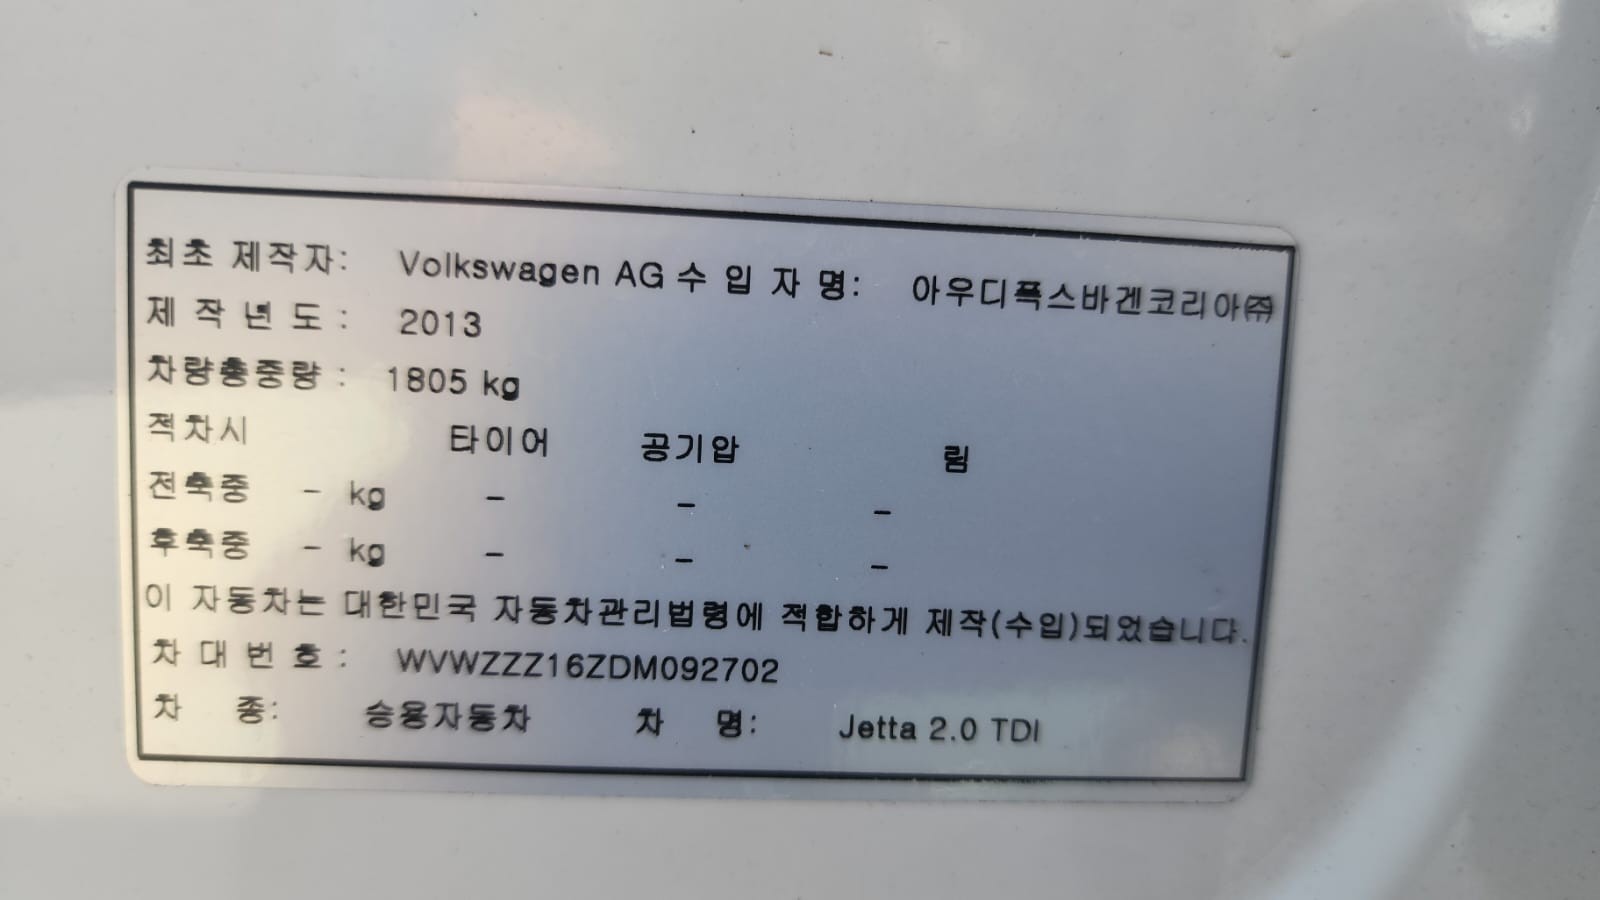 최초 제작자: Volkswagen AG 수 입 자 명: 아우디폭스바겐코리아㈜
제 작 년 도 : 2013
차량총중량 : 1805 kg
적차시 타이어 공기압 림
전축중 - kg - - -
후축중 - kg - - -
이 자동차는 대한민국 자동차관리법령에 적합하게 제작(수입)되었습니다.
차 대 번 호 : WVWZZZ16ZDM092702
차 종: 승용자동차 차 명: Jetta 2.0 TDI